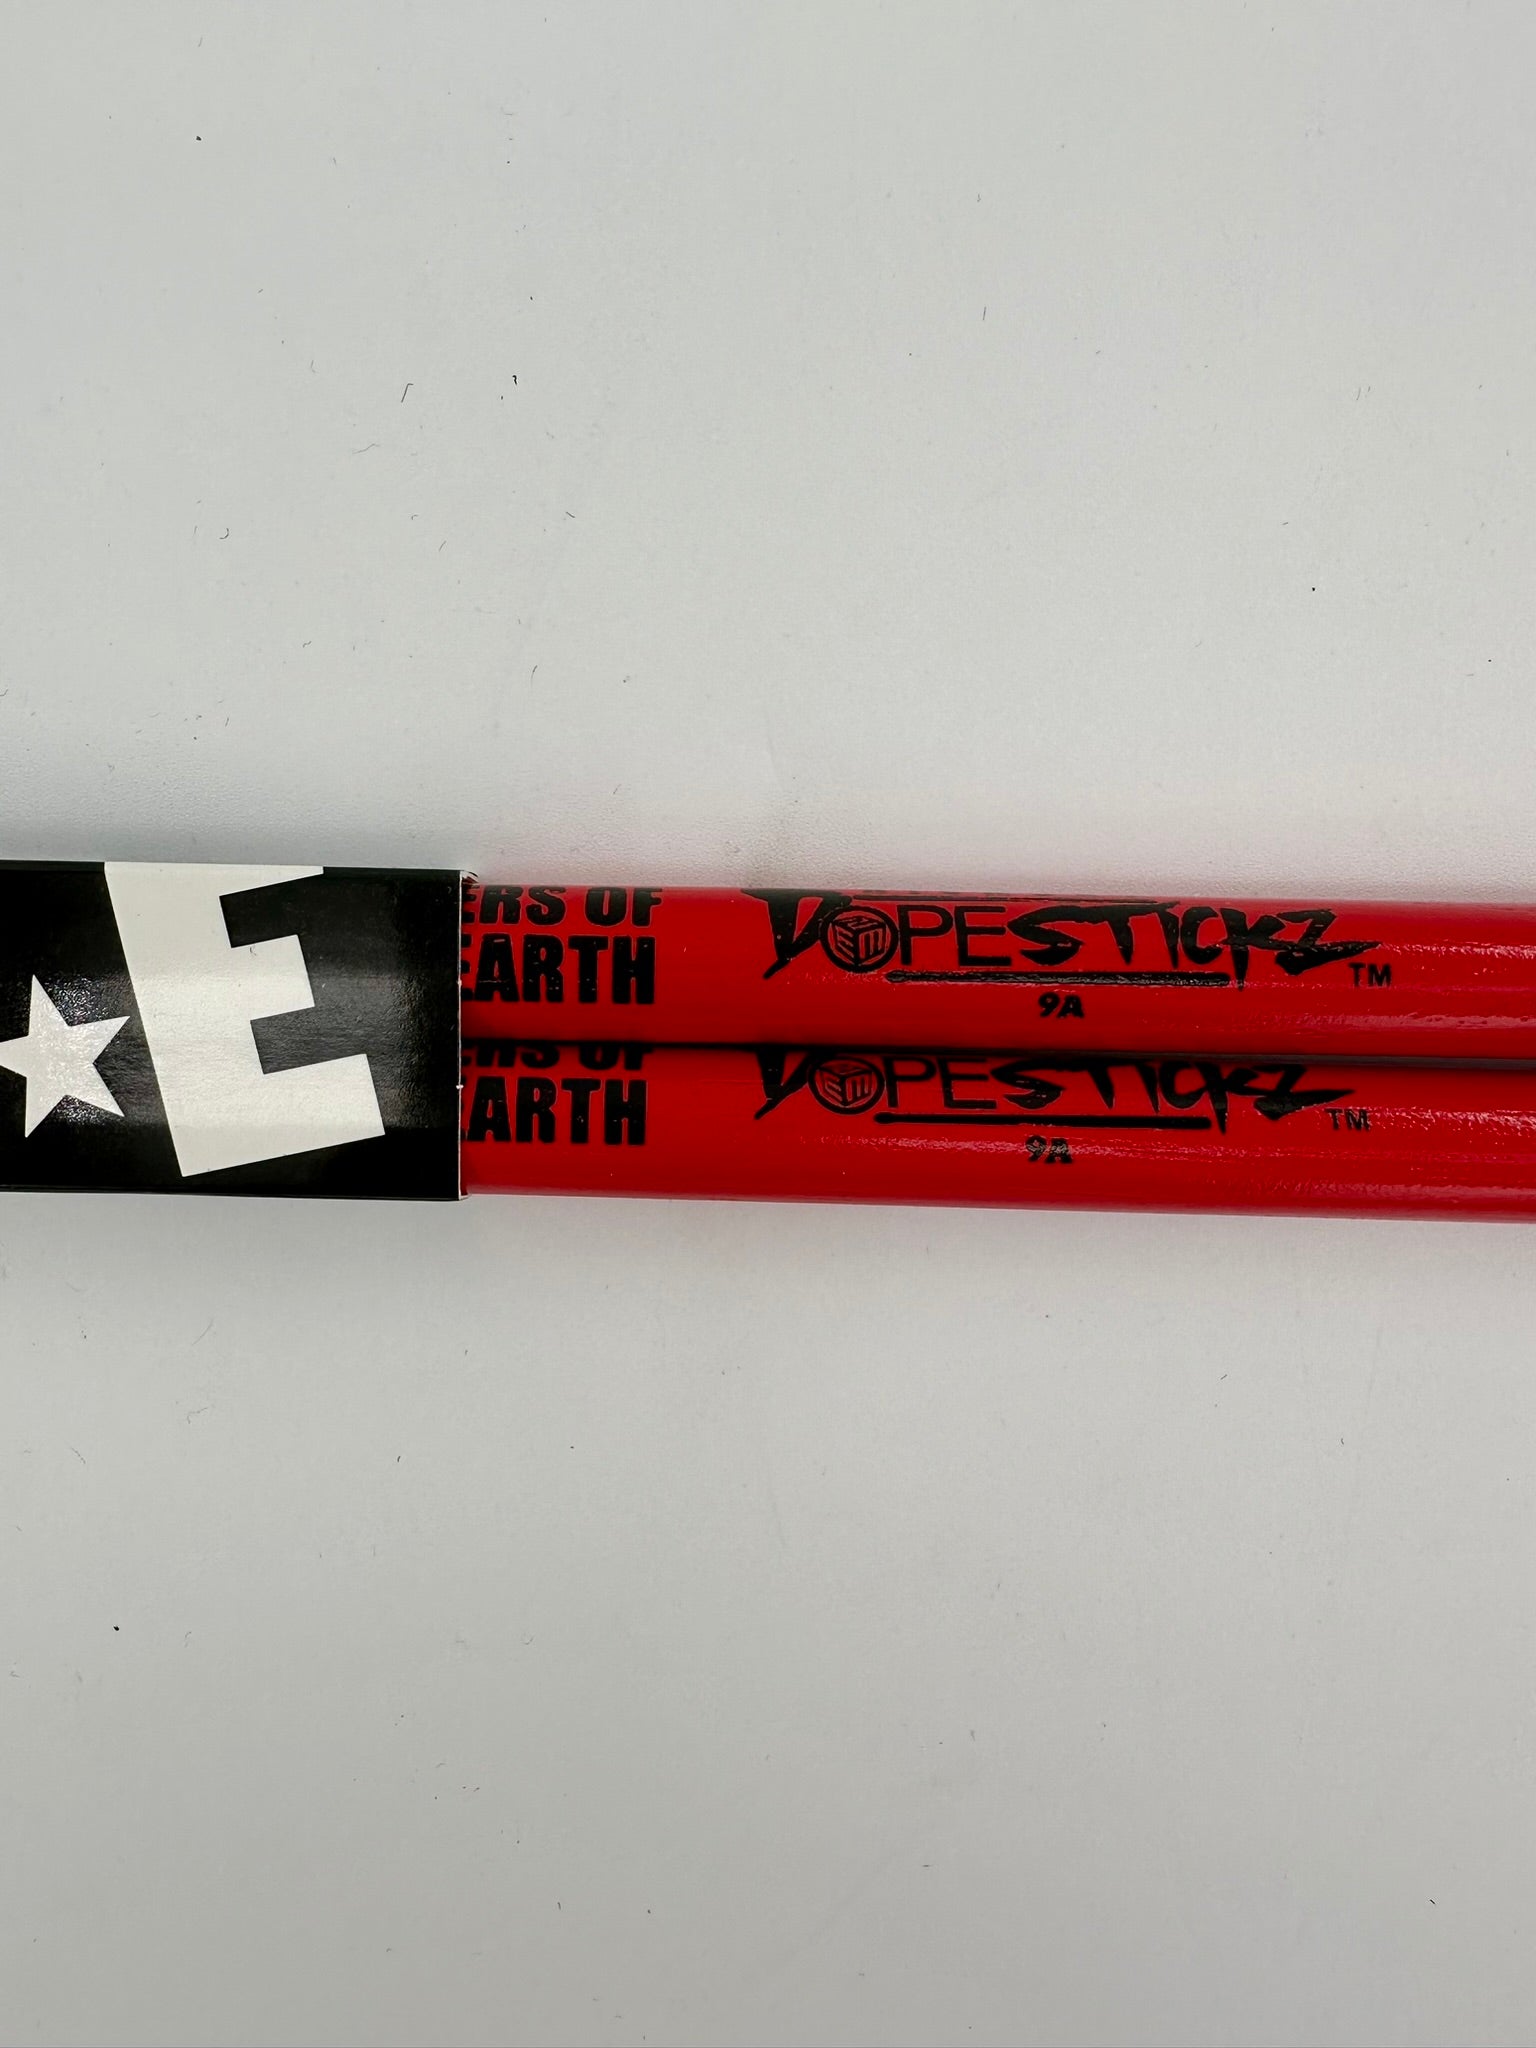 E
ERS OF
EARTH
DOPESTICKZ TM
9A
ERS OF
EARTH
DOPESTICKZ TM
9A